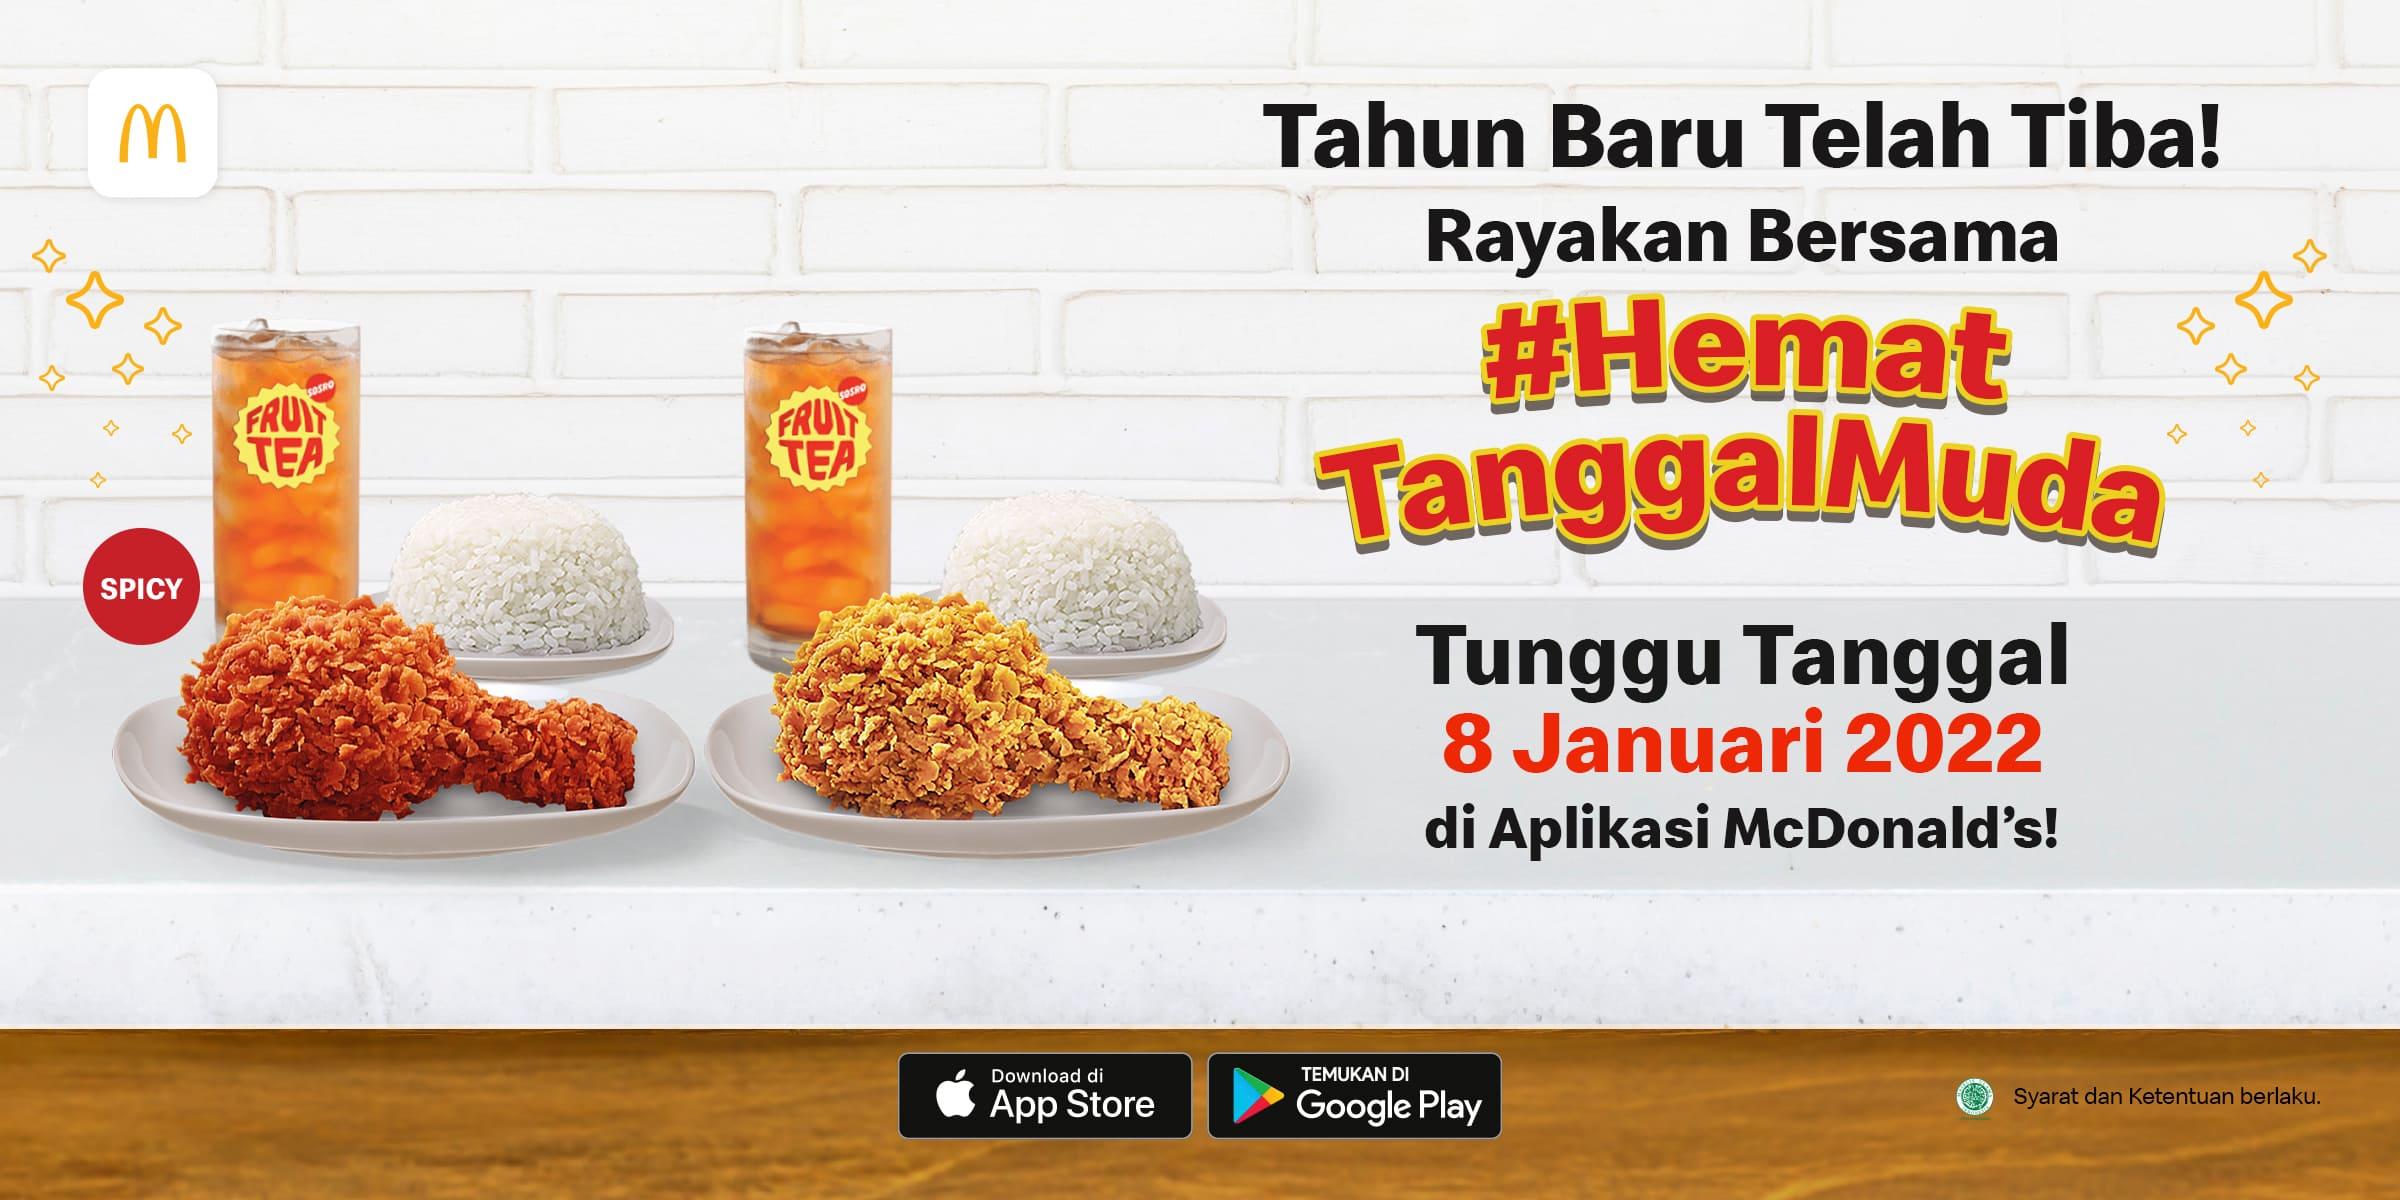 Tahun Baru Telah Tiba!
Rayakan Bersama
#Hemat
TanggalMuda
Tunggu Tanggal
8 Januari 2022
di Aplikasi McDonald's!
SOSRO
FRUIT
TEA
SOSRO
FRUIT
TEA
SPICY
Download di
App Store
TEMUKAN DI
Google Play
Syarat dan Ketentuan berlaku.